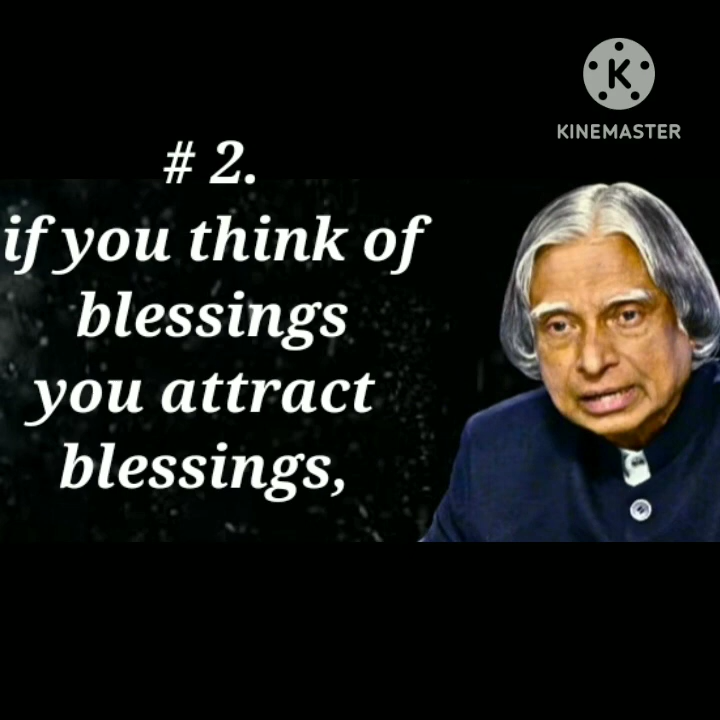 KINEMASTER
# 2.
if you think of
blessings
you attract
blessings,